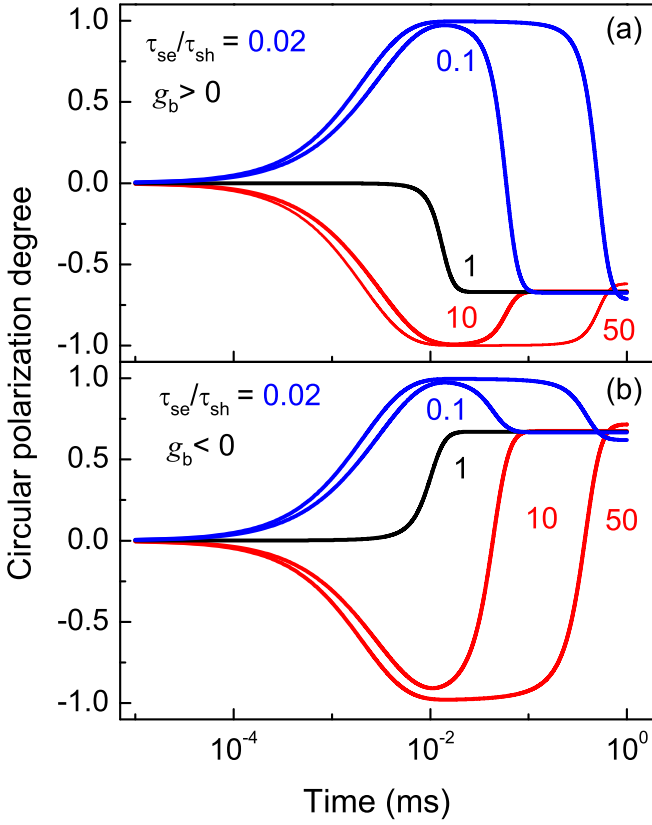 (a)
τse/τsh = 0.02
gb > 0
0.1
1
10
50
1.0
0.5
0.0
-0.5
-1.0
(b)
τse/τsh = 0.02
gb < 0
0.1
1
10
50
1.0
0.5
0.0
-0.5
-1.0
Circular polarization degree
10-4
10-2
100
Time (ms)